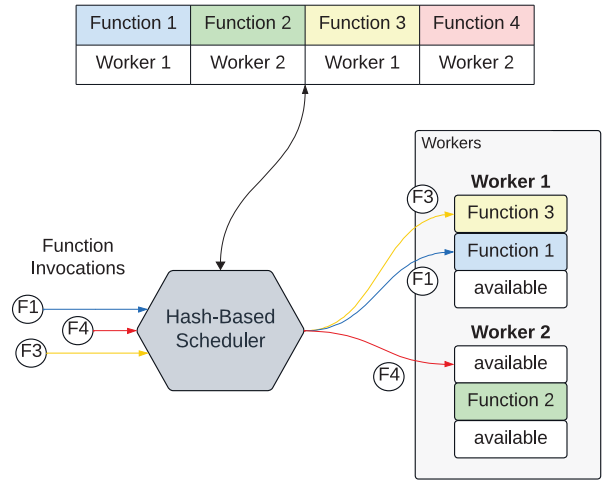 Function 1 Function 2 Function 3 Function 4
Worker 1 Worker 2 Worker 1 Worker 2
Workers
Worker 1
F3
Function 3
Function 1
F1
available
Function
Invocations
F1
F4
F3
Hash-Based
Scheduler
Worker 2
available
F4
Function 2
available